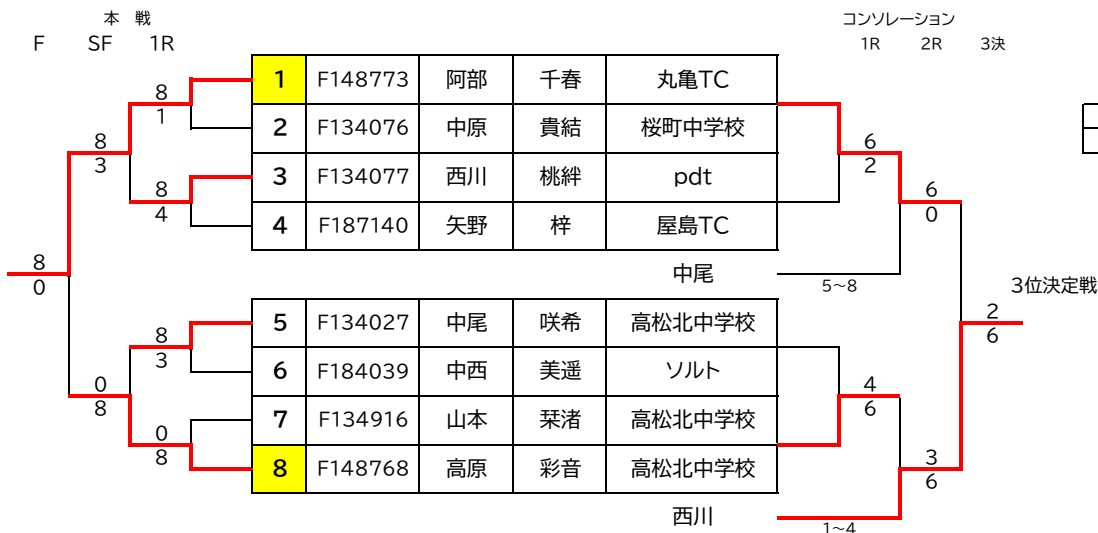 本 戦
コンソレーション
F SF 1R
1R 2R 3決
1 F148773 阿部 千春 丸亀TC
8
1
2 F134076 中原 貴結 桜町中学校
8
3
6
2
3 F134077 西川 桃絆 pdt
8
4
6
0
4 F187140 矢野 梓 屋島TC
8
0
中尾
5~8
3位決定戦
5 F134027 中尾 咲希 高松北中学校
8
3
2
6
6 F184039 中西 美遥 ソルト
0
8
4
6
7 F134916 山本 栞渚 高松北中学校
0
8
8 F148768 高原 彩音 高松北中学校
3
6
西川
1~4